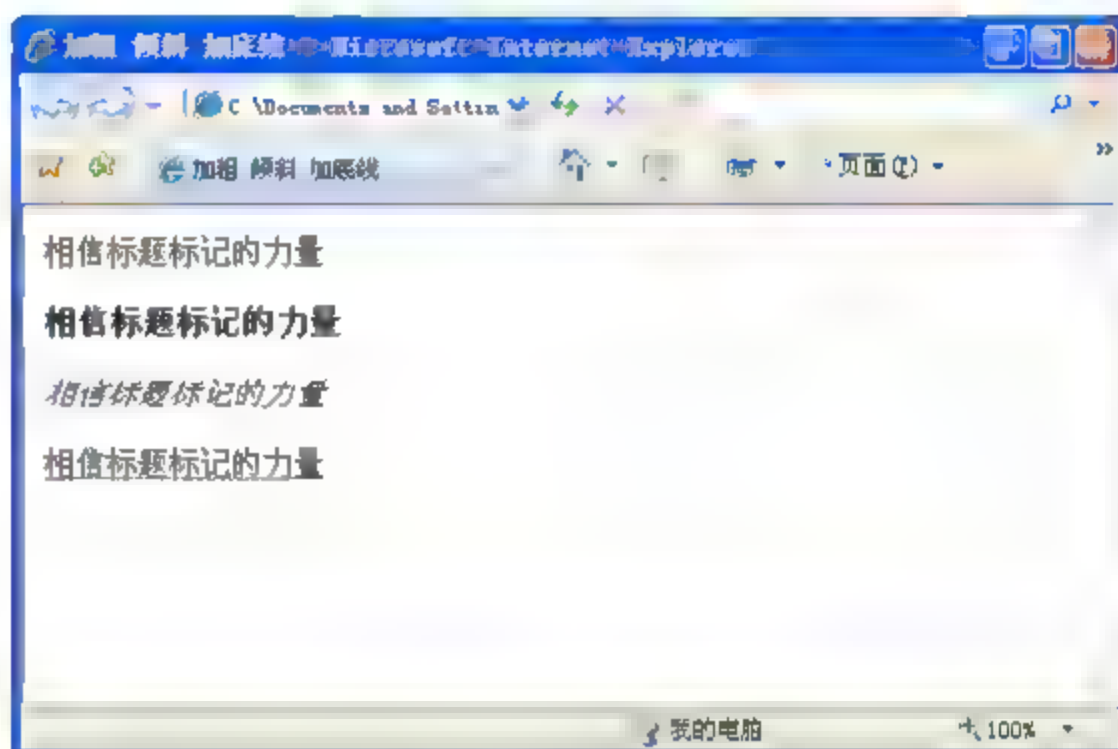 加粗 倾斜 加底线 - Microsoft Internet Explorer
C \Documents and Settin
加粗 倾斜 加底线
页面(P)
»
相信标题标记的力量
相信标题标记的力量
相信标题标记的力量
相信标题标记的力量
我的电脑
100%